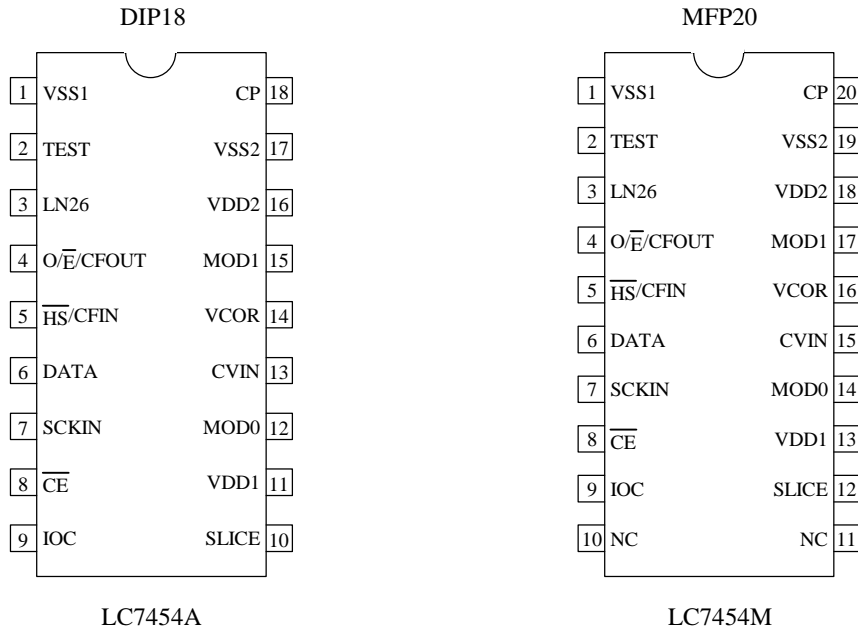 DIP18
1 VSS1 CP 18
2 TEST VSS2 17
3 LN26 VDD2 16
4 O/E̅/CFOUT MOD1 15
5 H̅S̅/CFIN VCOR 14
6 DATA CVIN 13
7 SCKIN MOD0 12
8 C̅E̅ VDD1 11
9 IOC SLICE 10
LC7454A
MFP20
1 VSS1 CP 20
2 TEST VSS2 19
3 LN26 VDD2 18
4 O/E̅/CFOUT MOD1 17
5 H̅S̅/CFIN VCOR 16
6 DATA CVIN 15
7 SCKIN MOD0 14
8 C̅E̅ VDD1 13
9 IOC SLICE 12
10 NC NC 11
LC7454M